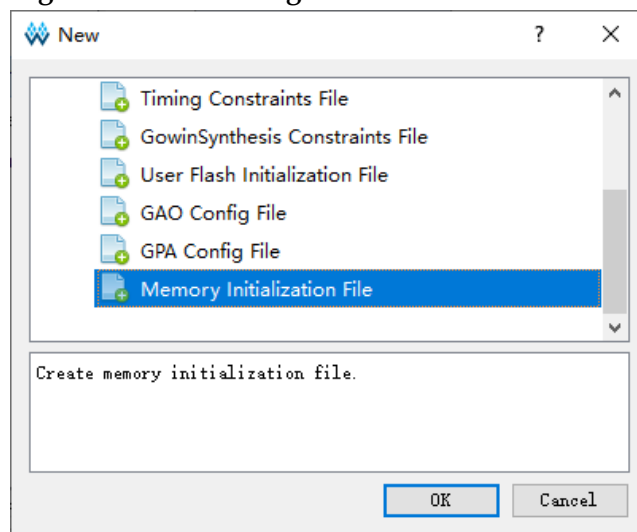 New
?
Timing Constraints File
GowinSynthesis Constraints File
User Flash Initialization File
GAO Config File
GPA Config File
Memory Initialization File
Create memory initialization file.
OK Cancel